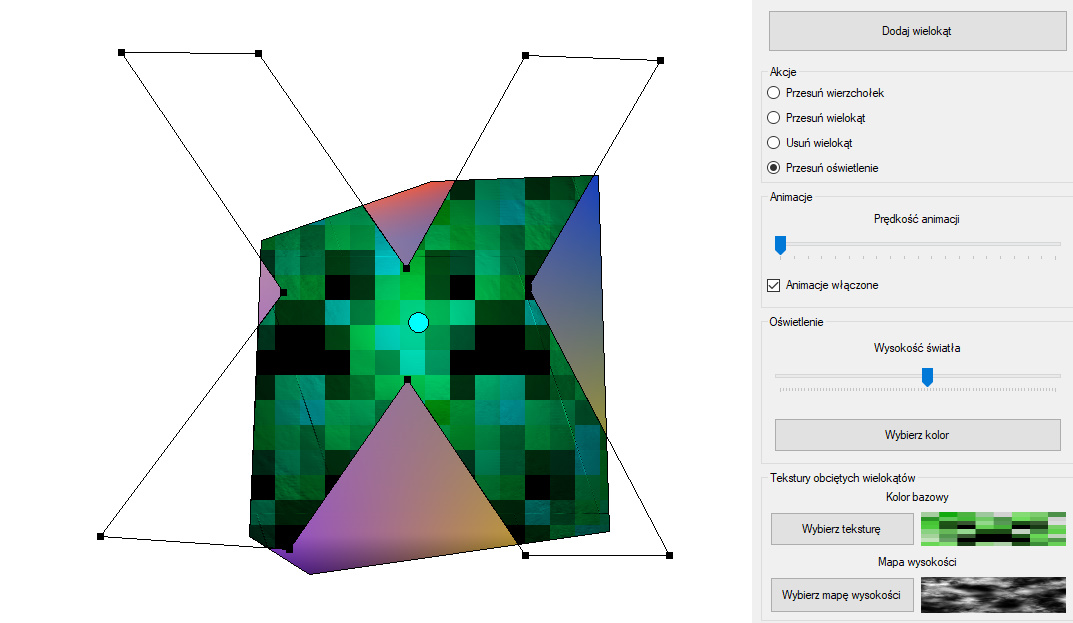 Dodaj wielokąt
Akcje
Przesuń wierzchołek
Przesuń wielokąt
Usuń wielokąt
Przesuń oświetlenie
Animacje
Prędkość animacji
Animacje włączone
Oświetlenie
Wysokość światła
Wybierz kolor
Tekstury obciętych wielokątów
Kolor bazowy
Wybierz teksturę
Mapa wysokości
Wybierz mapę wysokości